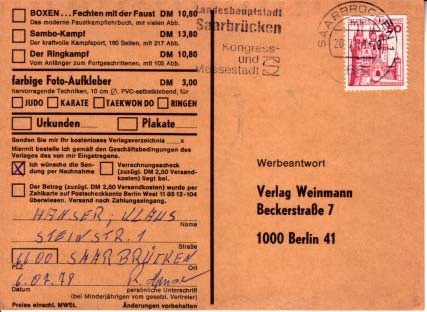 BOXEN ... Fechten mit der Faust DM 10,80
Das moderne Faustkampflehrbuch, mit vielen Abb.
Sambo-Kampf DM 13,80
Der kraftvolle Kampfsport, 160 Seiten, mit 217 Abb.
Der Ringkampf DM 10,80
Vom Anfänger zum Fortgeschrittenen, mit 105 Abb.
farbige Foto-Aufkleber DM 3,00
hervorragende Techniken, 10 cm Ø, PVC-selbstklebend, für
JUDO KARATE TAEKWON DO RINGEN
Urkunden Plakate
Senden Sie mir Ihr kostenloses Verlagsverzeichnis
Hiermit bestelle ich gemäß den Geschäftsbedingungen des
Verlages das von mir Eingetragene.
Ich wünsche die Sendung per Nachnahme
Verrechnungsscheck (zuzügl. DM 2,50 Versandkosten) liegt bei.
Der Betrag (zuzügl. DM 2,50 Versandkosten) wurde per
Zahlkarte auf Postscheckkonto Berlin West 11 85 12-104
überwiesen. Versand nach Zahlungseingang.
HANSER, KLAUS
Name
STEINSTR. 1
Straße
6600 SAARBRÜCKEN
PLZ Ort
6.07.78
Datum persönliche Unterschrift
(bei Minderjährigen vom gesetzl. Vertreter)
Preise einschl. MWSt. Änderungen vorbehalten
Landeshauptstadt
Saarbrücken
Kongress-
und
Messestadt
SAARBRÜCKEN
Werbeantwort
Verlag Weinmann
Beckerstraße 7
1000 Berlin 41